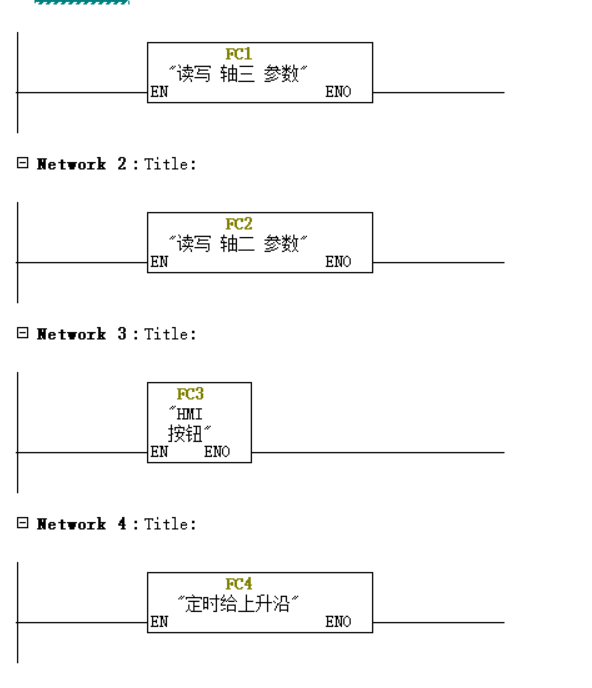 FC1
"读写 轴三 参数"
EN ENO
Network 2：Title:
FC2
"读写 轴二 参数"
EN ENO
Network 3：Title:
FC3
"HMI
按钮"
EN ENO
Network 4：Title:
FC4
"定时给上升沿"
EN ENO